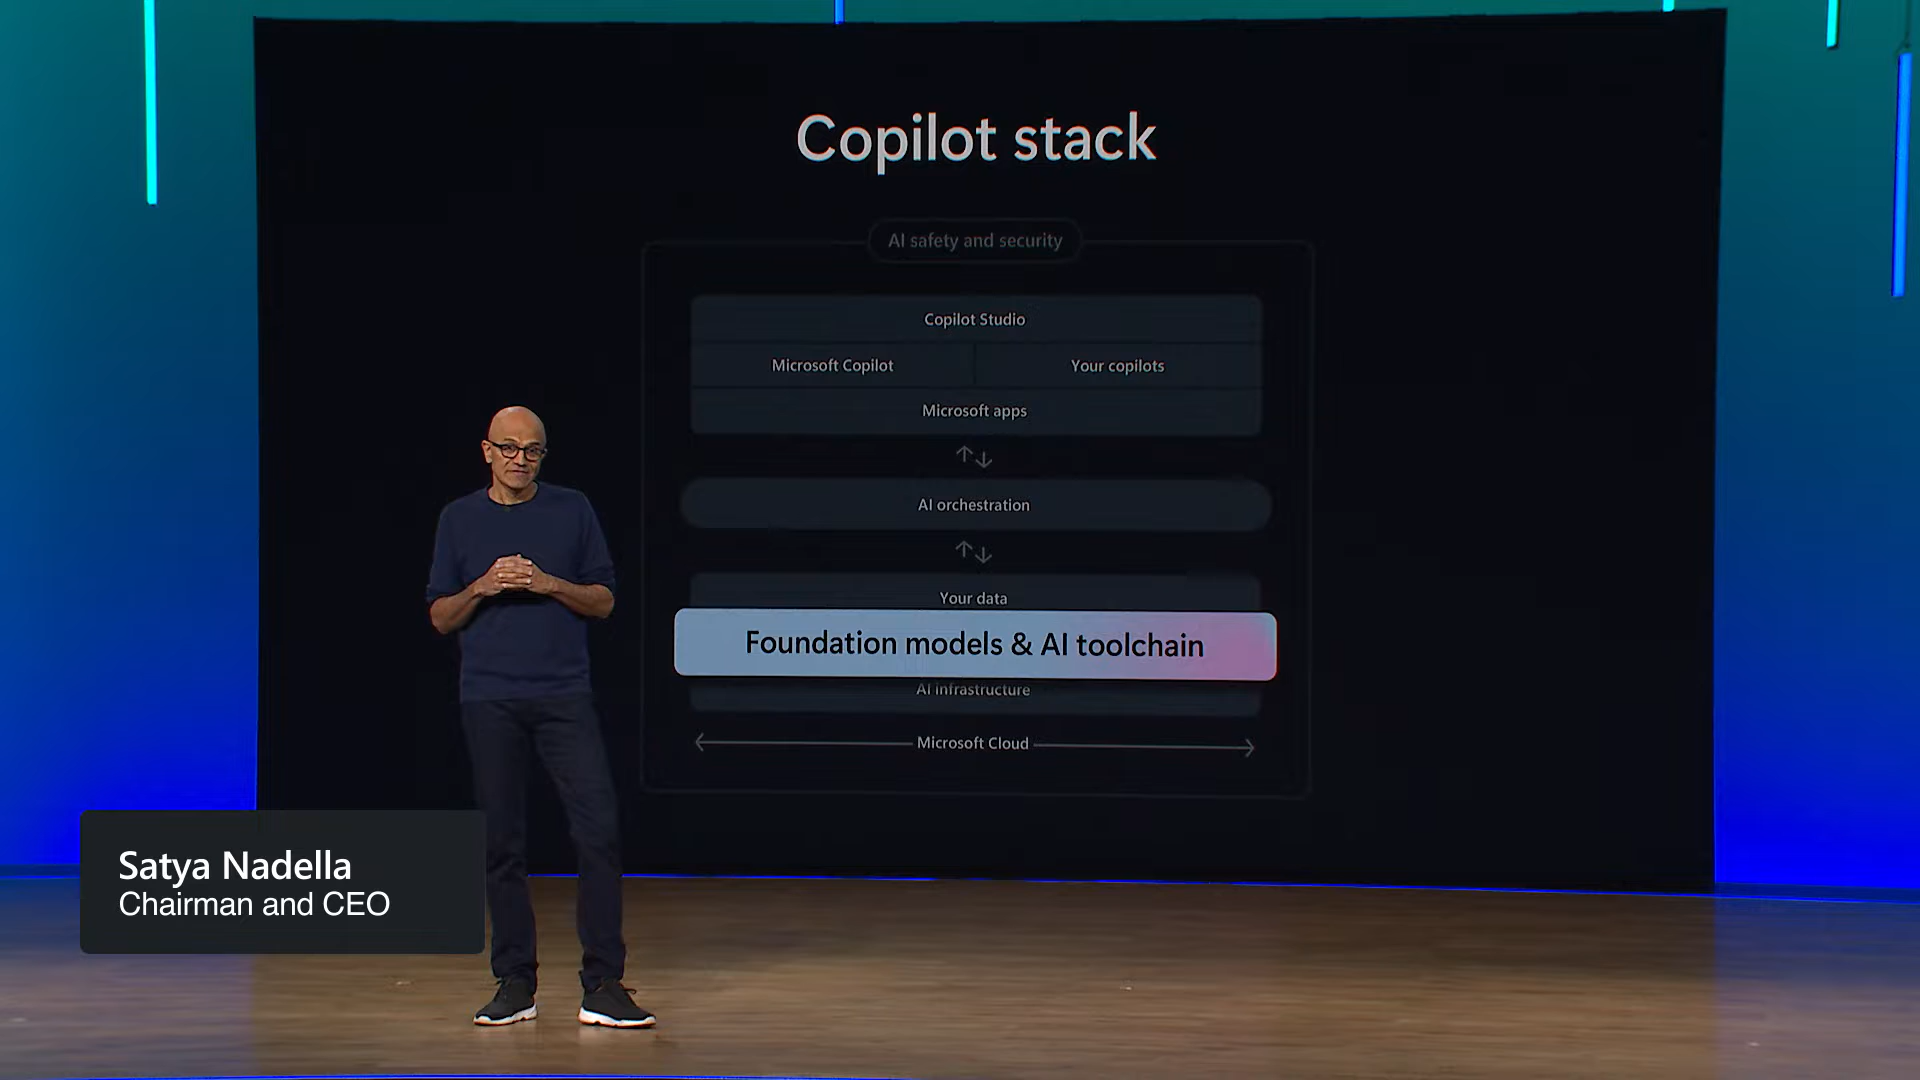 Copilot stack
AI safety and security
Copilot Studio
Microsoft Copilot
Your copilots
Microsoft apps
AI orchestration
Your data
Foundation models & AI toolchain
AI infrastructure
Microsoft Cloud
Satya Nadella
Chairman and CEO